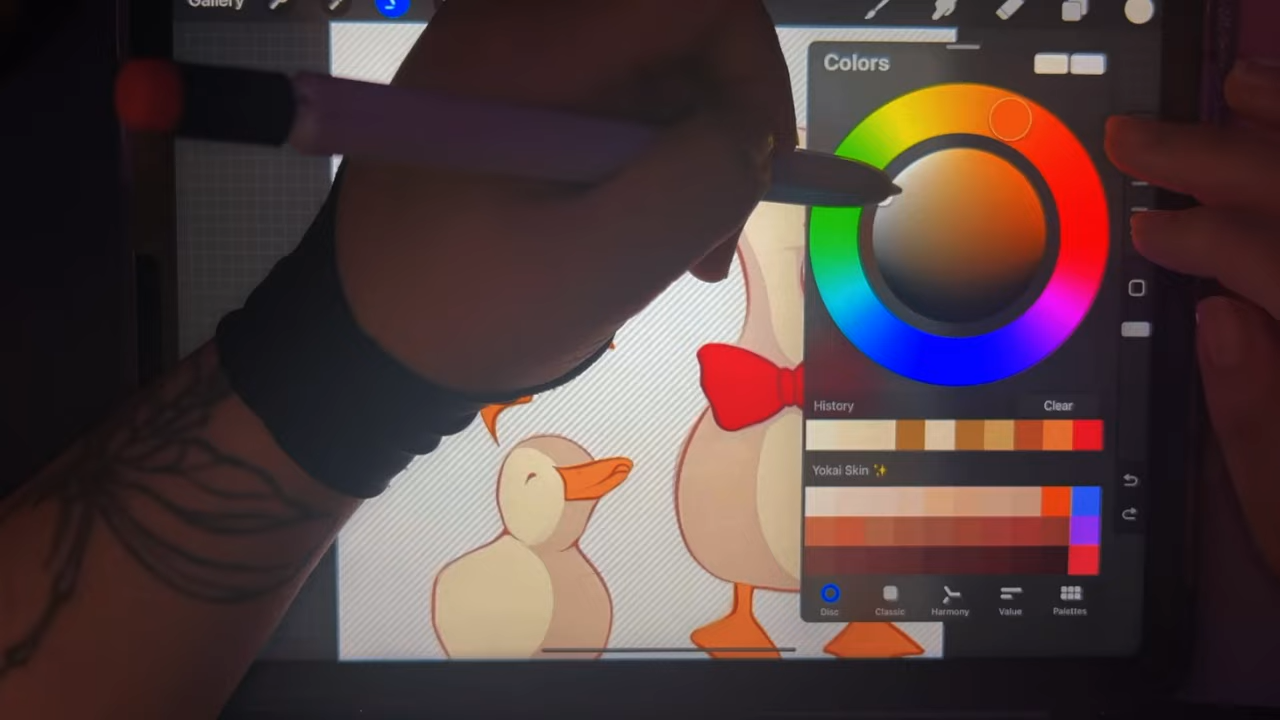 Gallery
Colors
History
Clear
Yokai Skin ✨
Disc
Classic
Harmony
Value
Palettes